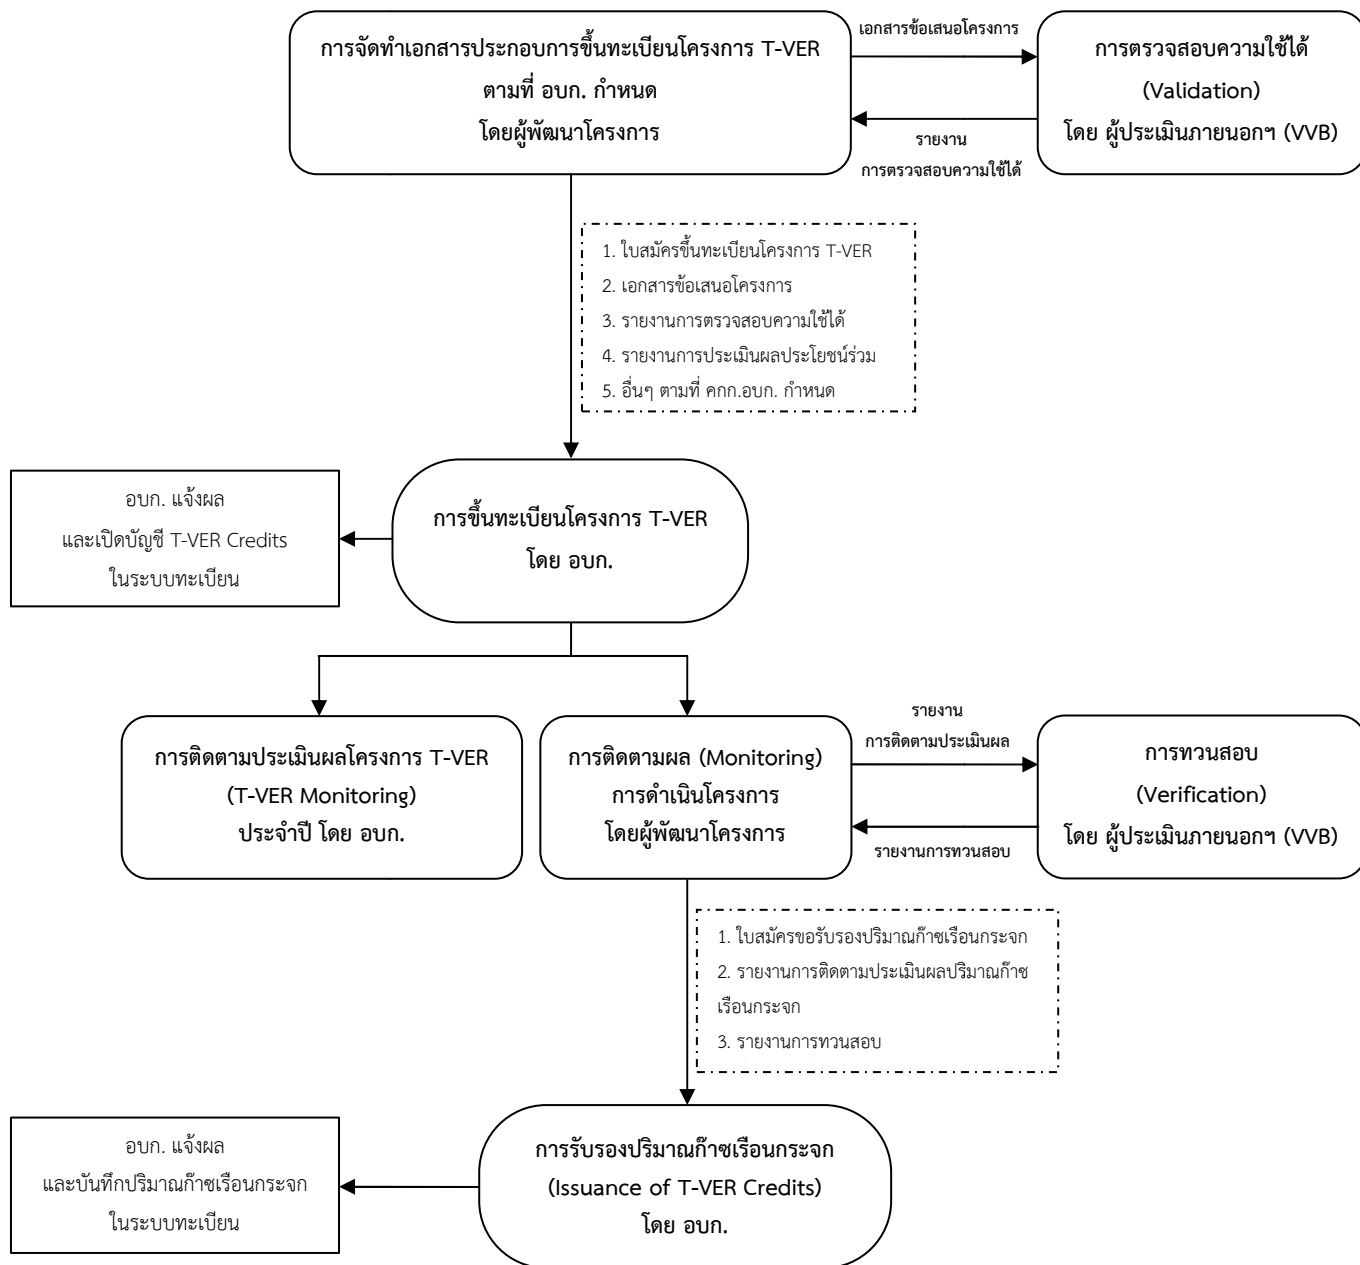 การจัดทำเอกสารประกอบการขึ้นทะเบียนโครงการ T-VER
ตามที่ อบก. กำหนด
โดยผู้พัฒนาโครงการ
เอกสารข้อเสนอโครงการ
รายงาน
การตรวจสอบความใช้ได้
การตรวจสอบความใช้ได้
(Validation)
โดย ผู้ประเมินภายนอกฯ (VVB)
1. ใบสมัครขึ้นทะเบียนโครงการ T-VER
2. เอกสารข้อเสนอโครงการ
3. รายงานการตรวจสอบความใช้ได้
4. รายงานการประเมินผลประโยชน์ร่วม
5. อื่นๆ ตามที่ คกก.อบก. กำหนด
อบก. แจ้งผล
และเปิดบัญชี T-VER Credits
ในระบบทะเบียน
การขึ้นทะเบียนโครงการ T-VER
โดย อบก.
การติดตามประเมินผลโครงการ T-VER
(T-VER Monitoring)
ประจำปี โดย อบก.
การติดตามผล (Monitoring)
การดำเนินโครงการ
โดยผู้พัฒนาโครงการ
รายงาน
การติดตามประเมินผล
รายงานการทวนสอบ
การทวนสอบ
(Verification)
โดย ผู้ประเมินภายนอกฯ (VVB)
1. ใบสมัครขอรับรองปริมาณก๊าซเรือนกระจก
2. รายงานการติดตามประเมินผลปริมาณก๊าซ
เรือนกระจก
3. รายงานการทวนสอบ
อบก. แจ้งผล
และบันทึกปริมาณก๊าซเรือนกระจก
ในระบบทะเบียน
การรับรองปริมาณก๊าซเรือนกระจก
(Issuance of T-VER Credits)
โดย อบก.